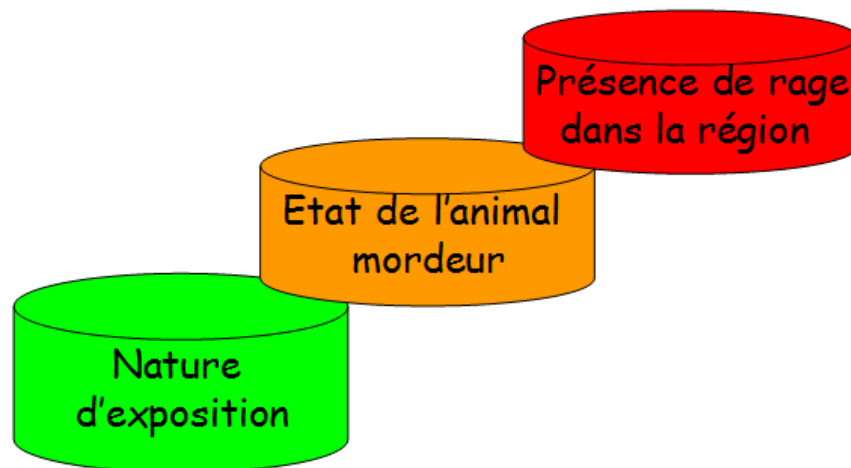 Présence de rage
dans la région
Etat de l'animal
mordeur
Nature
d'exposition